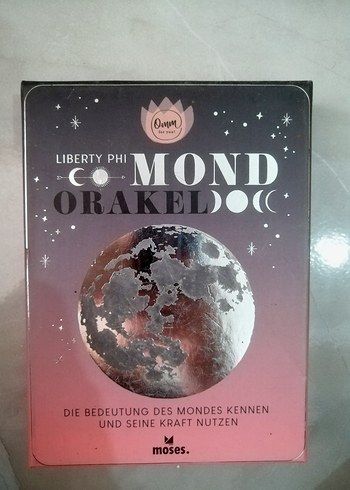 Omm
for you!
LIBERTY PHI MOND
ORAKEL
DIE BEDEUTUNG DES MONDES KENNEN
UND SEINE KRAFT NUTZEN
moses.